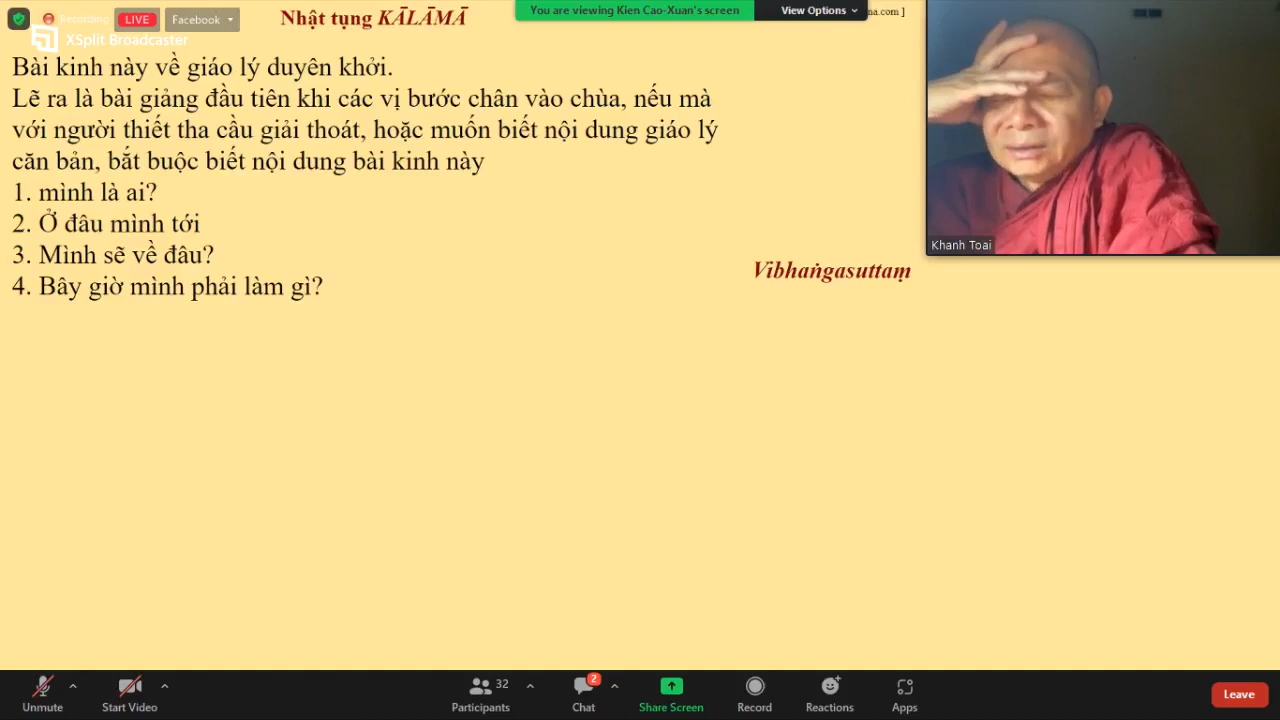 Recording
LIVE
Facebook
XSplit Broadcaster
Nhật tụng KĀLĀMĀ
You are viewing Kien Cao-Xuan's screen
View Options
na.com ]
Bài kinh này về giáo lý duyên khởi.
Lẽ ra là bài giảng đầu tiên khi các vị bước chân vào chùa, nếu mà
với người thiết tha cầu giải thoát, hoặc muốn biết nội dung giáo lý
căn bản, bắt buộc biết nội dung bài kinh này
1. mình là ai?
2. Ở đâu mình tới
3. Mình sẽ về đâu?
4. Bây giờ mình phải làm gì?
Khanh Toai
Vibhaṅgasuttaṃ
Unmute
Start Video
32
Participants
2
Chat
Share Screen
Record
Reactions
Apps
Leave